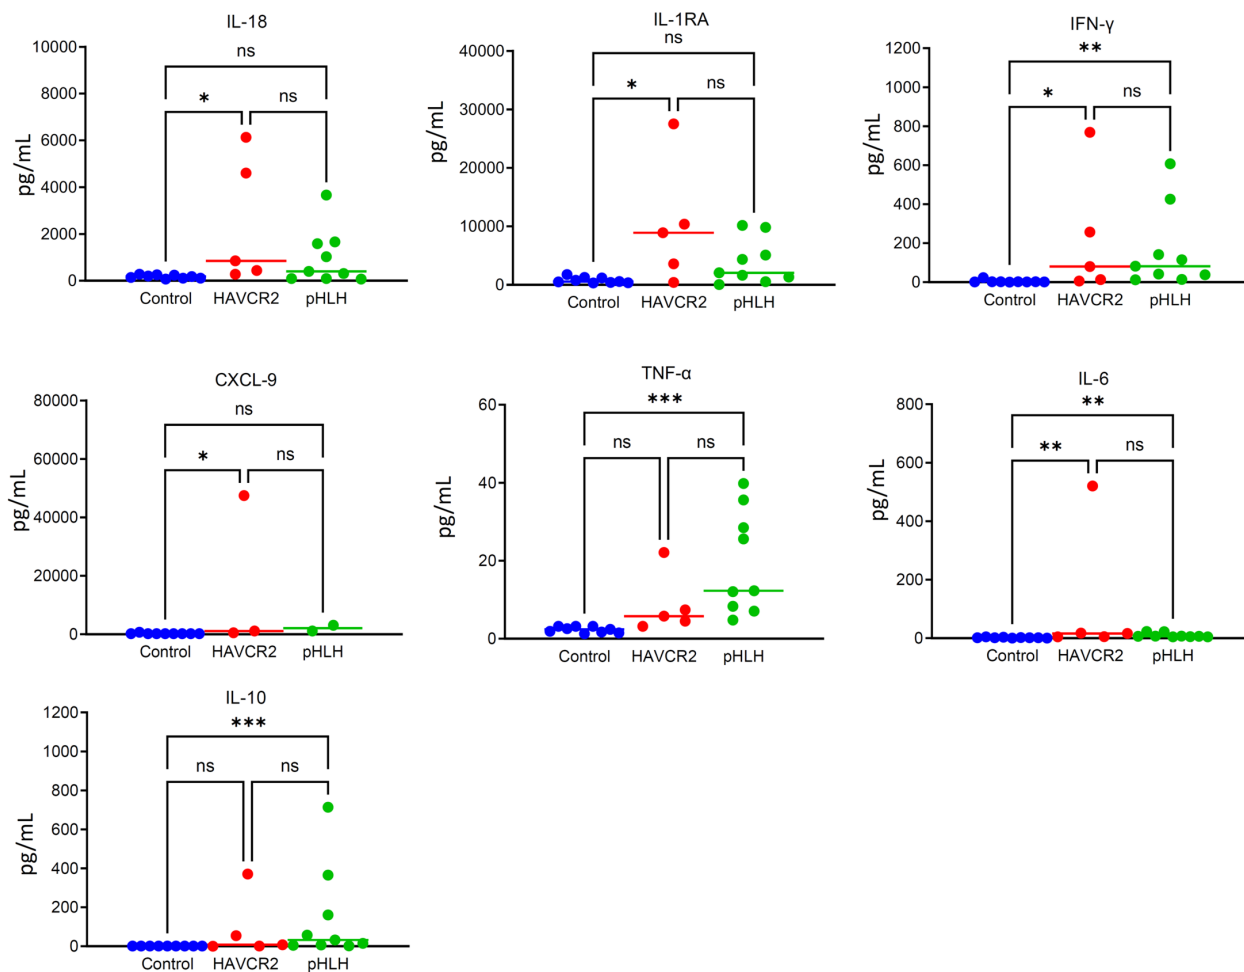 IL-18
ns
* ns
10000
8000
6000
4000
2000
0
pg/mL
Control HAVCR2 pHLH
IL-1RA
ns
* ns
40000
30000
20000
10000
0
pg/mL
Control HAVCR2 pHLH
IFN-γ
**
* ns
1200
1000
800
600
400
200
0
pg/mL
Control HAVCR2 pHLH
CXCL-9
ns
* ns
80000
60000
40000
20000
0
pg/mL
Control HAVCR2 pHLH
TNF-α
***
ns ns
60
40
20
0
pg/mL
Control HAVCR2 pHLH
IL-6
**
** ns
800
600
400
200
0
pg/mL
Control HAVCR2 pHLH
IL-10
***
ns ns
1200
1000
800
600
400
200
0
pg/mL
Control HAVCR2 pHLH